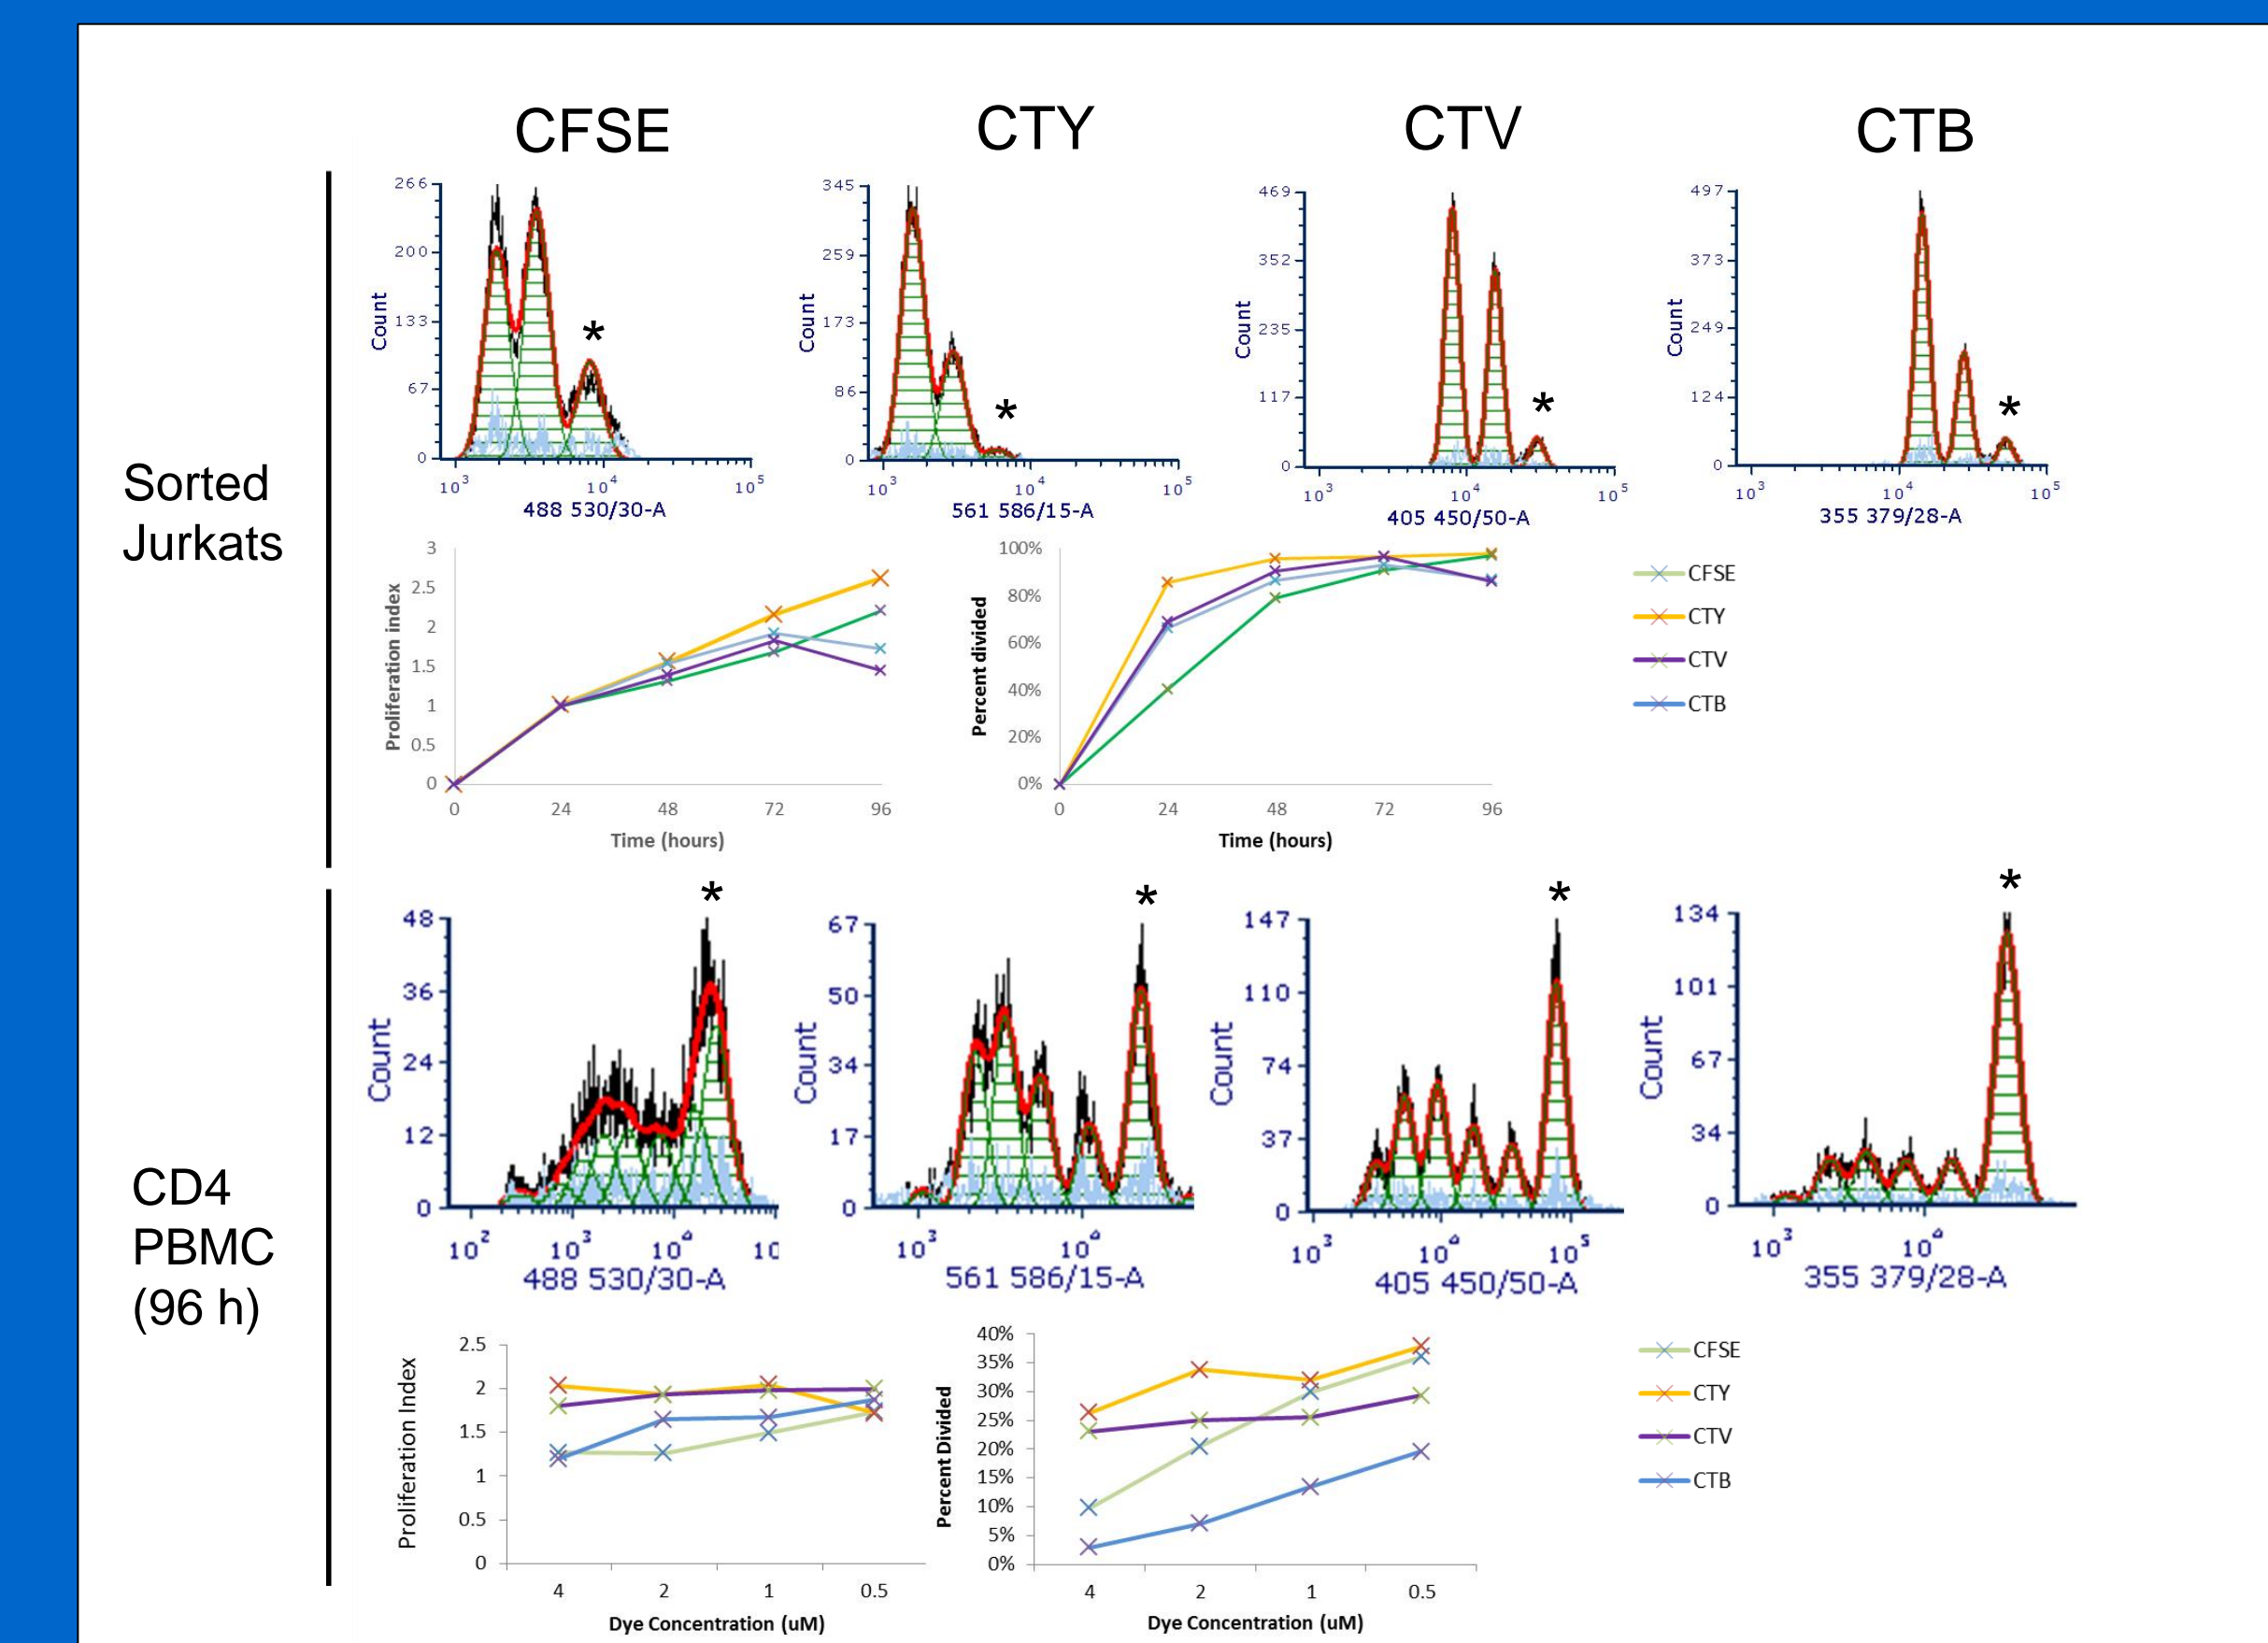 CFSE
CTY
CTV
CTB
Sorted
Jurkats
266
200
133
67
0
Count
*
10³
10⁴
10⁵
488 530/30-A
345
259
173
86
0
Count
*
10³
10⁴
10⁵
561 586/15-A
469
352
235
117
0
Count
*
10³
10⁴
10⁵
405 450/50-A
497
373
249
124
0
Count
*
10³
10⁴
10⁵
355 379/28-A
Proliferation index
3
2.5
2
1.5
1
0.5
0
0 24 48 72 96
Time (hours)
Percent divided
100%
80%
60%
40%
20%
0%
0 24 48 72 96
Time (hours)
CFSE
CTY
CTV
CTB
CD4
PBMC
(96 h)
*
48
36
24
12
0
Count
10²
10³
10⁴
10
488 530/30-A
*
67
50
34
17
0
Count
10³
10⁴
561 586/15-A
*
147
110
74
37
0
Count
10³
10⁴
10⁵
405 450/50-A
*
134
101
67
34
0
Count
10³
10⁴
355 379/28-A
Proliferation Index
2.5
2
1.5
1
0.5
0
4 2 1 0.5
Dye Concentration (uM)
Percent Divided
40%
35%
30%
25%
20%
15%
10%
5%
0%
4 2 1 0.5
Dye Concentration (uM)
CFSE
CTY
CTV
CTB